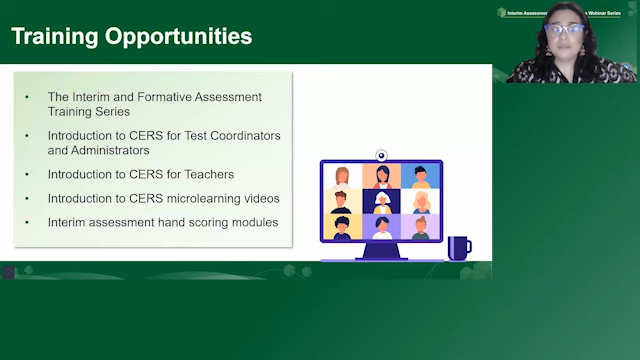 Interim Assessment
Webinar Series
Training Opportunities
• The Interim and Formative Assessment
Training Series
• Introduction to CERS for Test Coordinators
and Administrators
• Introduction to CERS for Teachers
• Introduction to CERS microlearning videos
• Interim assessment hand scoring modules